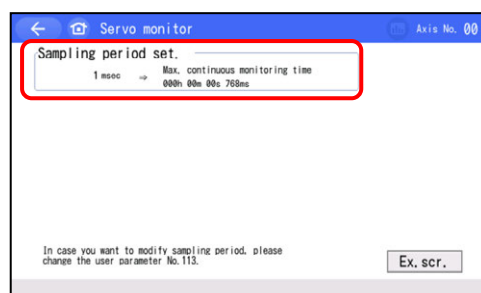 Servo monitor
Axis No. 00
Sampling period set.
1 msec ⇒ Max. continuous monitoring time
000h 00m 00s 768ms
In case you want to modify sampling period, please
change the user parameter No.113.
Ex.scr.